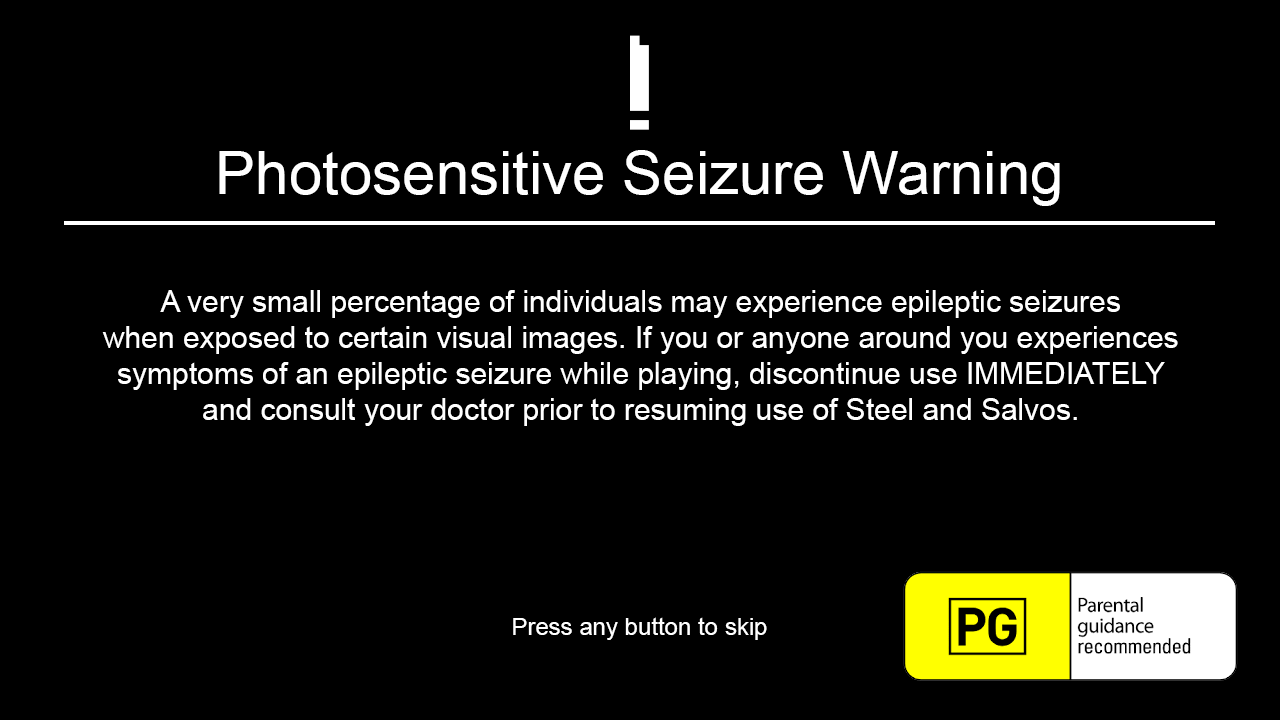 !
Photosensitive Seizure Warning
A very small percentage of individuals may experience epileptic seizures
when exposed to certain visual images. If you or anyone around you experiences
symptoms of an epileptic seizure while playing, discontinue use IMMEDIATELY
and consult your doctor prior to resuming use of Steel and Salvos.
Press any button to skip
PG
Parental
guidance
recommended